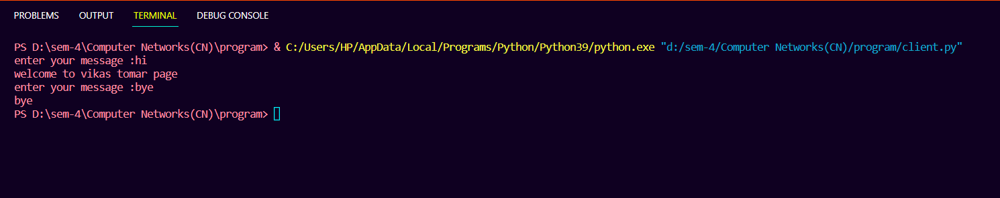 PROBLEMS OUTPUT TERMINAL DEBUG CONSOLE
PS D:\sem-4\Computer Networks(CN)\program> & C:/Users/HP/AppData/Local/Programs/Python/Python39/python.exe "d:/sem-4/Computer Networks(CN)/program/client.py"
enter your message :hi
welcome to vikas tomar page
enter your message :bye
bye
PS D:\sem-4\Computer Networks(CN)\program>